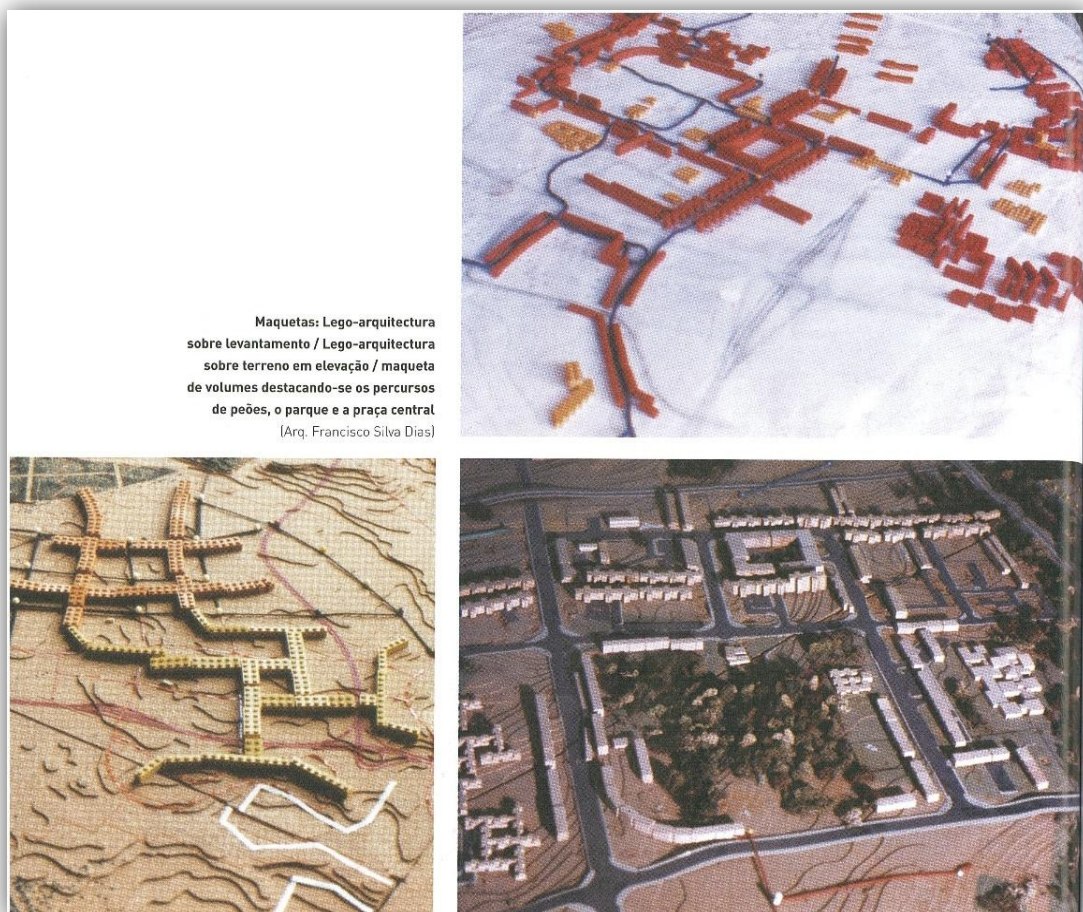 Maquetas: Lego-arquitectura
sobre levantamento / Lego-arquitectura
sobre terreno em elevação / maqueta
de volumes destacando-se os percursos
de peões, o parque e a praça central
(Arq. Francisco Silva Dias)